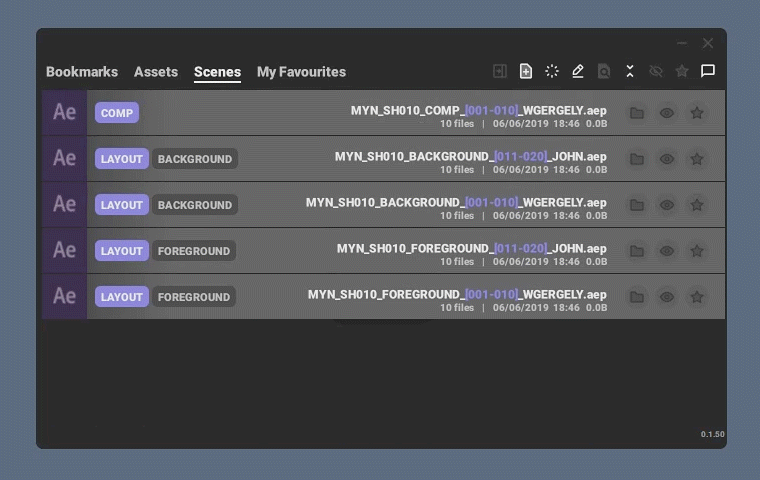 Bookmarks Assets Scenes My Favourites
Ae COMP MYN_SH010_COMP_[001-010]_WGERGELY.aep
10 files | 06/06/2019 18:46 0.0B
Ae LAYOUT BACKGROUND MYN_SH010_BACKGROUND_[011-020]_JOHN.aep
10 files | 06/06/2019 18:46 0.0B
Ae LAYOUT BACKGROUND MYN_SH010_BACKGROUND_[001-010]_WGERGELY.aep
10 files | 06/06/2019 18:46 0.0B
Ae LAYOUT FOREGROUND MYN_SH010_FOREGROUND_[011-020]_JOHN.aep
10 files | 06/06/2019 18:46 0.0B
Ae LAYOUT FOREGROUND MYN_SH010_FOREGROUND_[001-010]_WGERGELY.aep
10 files | 06/06/2019 18:46 0.0B
0.1.50